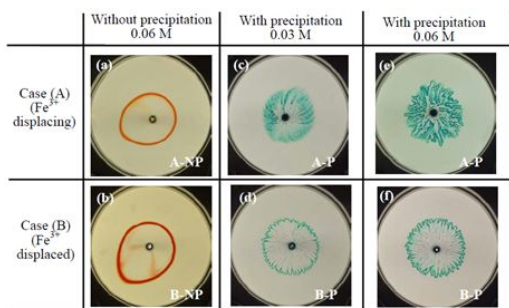 Without precipitation
0.06 M
With precipitation
0.03 M
With precipitation
0.06 M
Case (A)
(Fe³⁺
displacing)
(a)
A-NP
(c)
A-P
(e)
A-P
Case (B)
(Fe³⁺
displaced)
(b)
B-NP
(d)
B-P
(f)
B-P